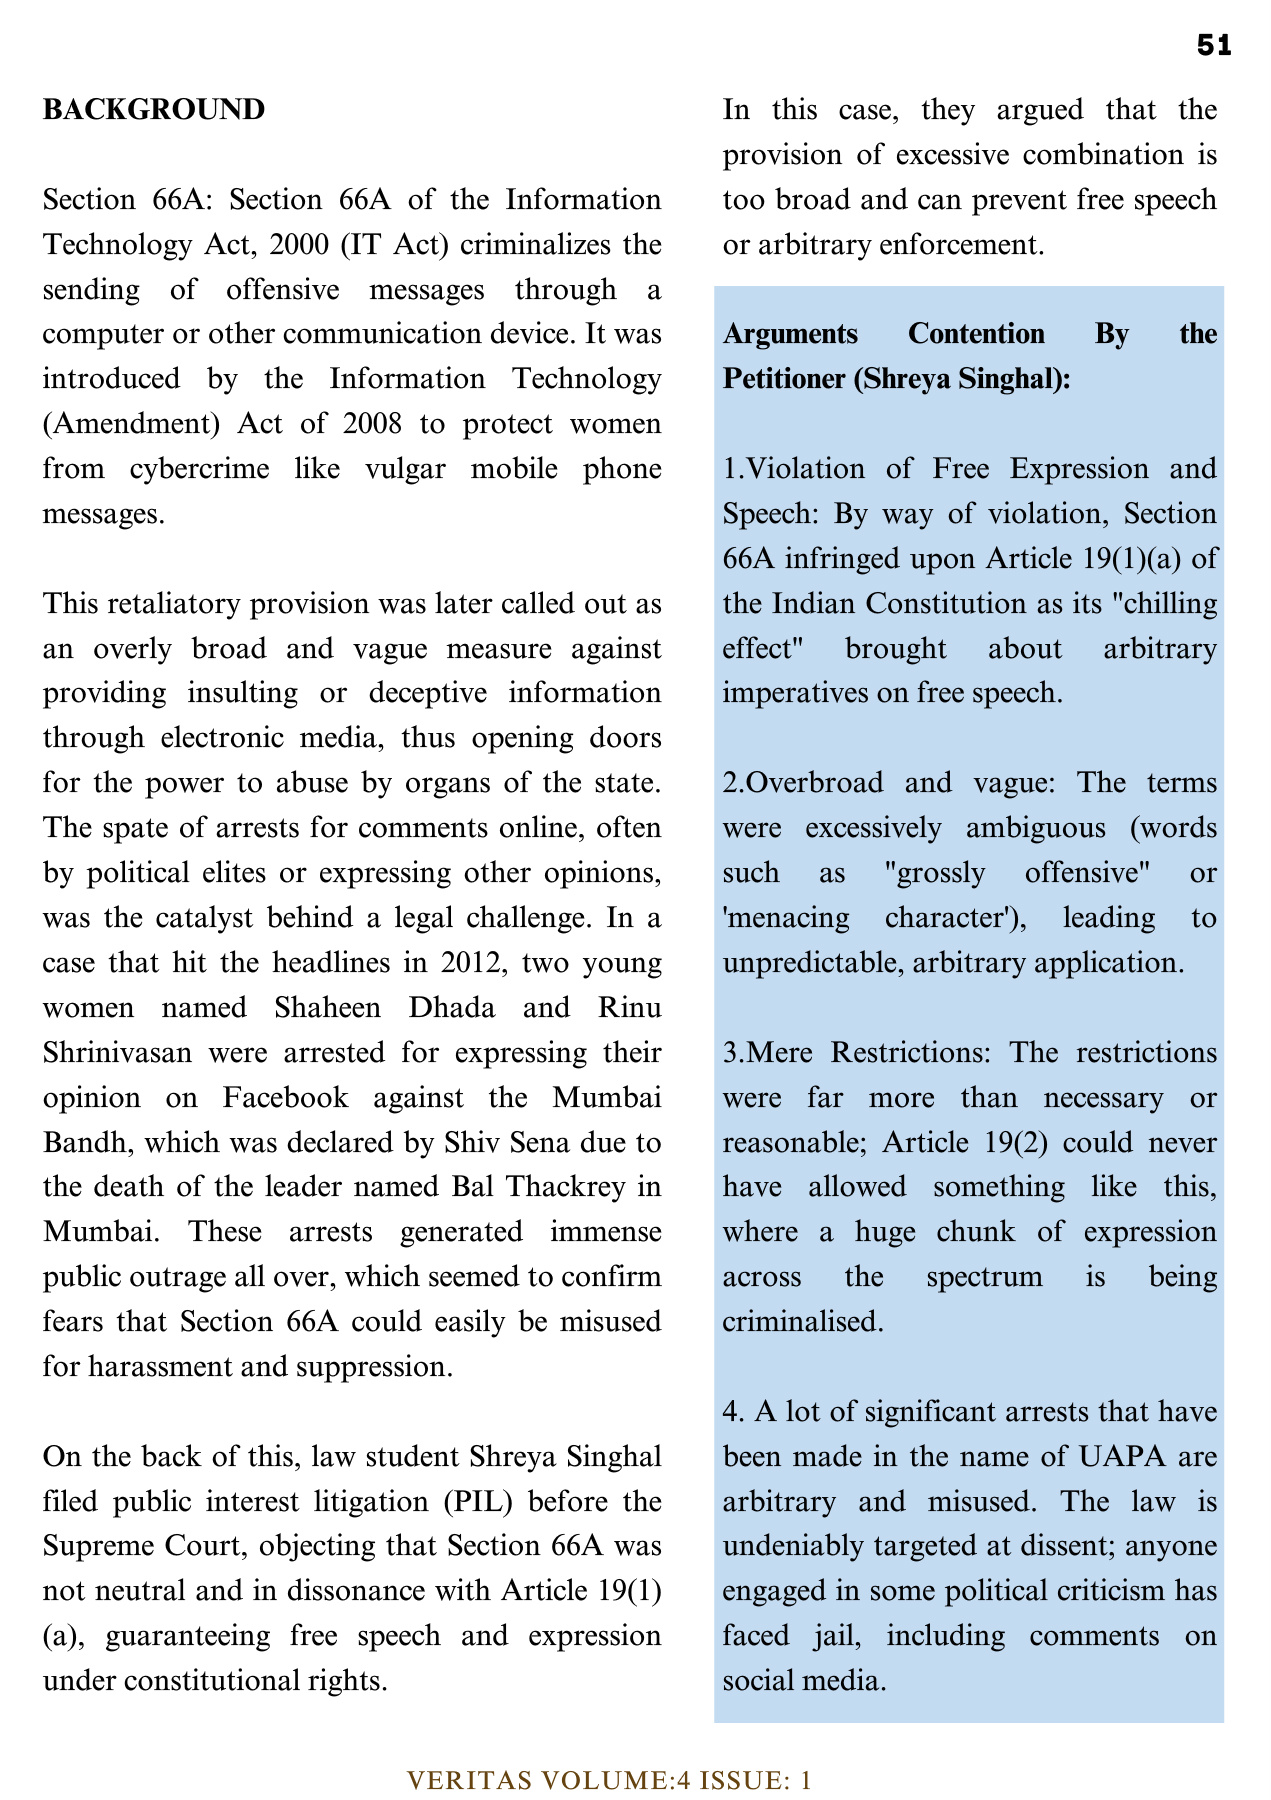 51
BACKGROUND
Section 66A: Section 66A of the Information
Technology Act, 2000 (IT Act) criminalizes the
sending of offensive messages through a
computer or other communication device. It was
introduced by the Information Technology
(Amendment) Act of 2008 to protect women
from cybercrime like vulgar mobile phone
messages.
This retaliatory provision was later called out as
an overly broad and vague measure against
providing insulting or deceptive information
through electronic media, thus opening doors
for the power to abuse by organs of the state.
The spate of arrests for comments online, often
by political elites or expressing other opinions,
was the catalyst behind a legal challenge. In a
case that hit the headlines in 2012, two young
women named Shaheen Dhada and Rinu
Shrinivasan were arrested for expressing their
opinion on Facebook against the Mumbai
Bandh, which was declared by Shiv Sena due to
the death of the leader named Bal Thackrey in
Mumbai. These arrests generated immense
public outrage all over, which seemed to confirm
fears that Section 66A could easily be misused
for harassment and suppression.
On the back of this, law student Shreya Singhal
filed public interest litigation (PIL) before the
Supreme Court, objecting that Section 66A was
not neutral and in dissonance with Article 19(1)
(a), guaranteeing free speech and expression
under constitutional rights.
In this case, they argued that the
provision of excessive combination is
too broad and can prevent free speech
or arbitrary enforcement.
Arguments Contention By the
Petitioner (Shreya Singhal):
1.Violation of Free Expression and
Speech: By way of violation, Section
66A infringed upon Article 19(1)(a) of
the Indian Constitution as its "chilling
effect" brought about arbitrary
imperatives on free speech.
2.Overbroad and vague: The terms
were excessively ambiguous (words
such as "grossly offensive" or
'menacing character'), leading to
unpredictable, arbitrary application.
3.Mere Restrictions: The restrictions
were far more than necessary or
reasonable; Article 19(2) could never
have allowed something like this,
where a huge chunk of expression
across the spectrum is being
criminalised.
4. A lot of significant arrests that have
been made in the name of UAPA are
arbitrary and misused. The law is
undeniably targeted at dissent; anyone
engaged in some political criticism has
faced jail, including comments on
social media.
VERITAS VOLUME:4 ISSUE: 1